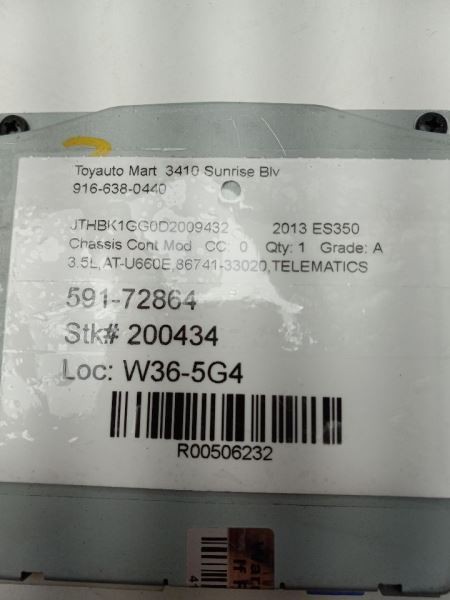 Toyauto Mart 3410 Sunrise Blv
916-638-0440
JTHBK1GG0D2009432 2013 ES350
Chassis Cont Mod CC: 0 Qty: 1 Grade: A
3.5L,AT-U660E,86741-33020,TELEMATICS
591-72864
Stk# 200434
Loc: W36-5G4
R00506232